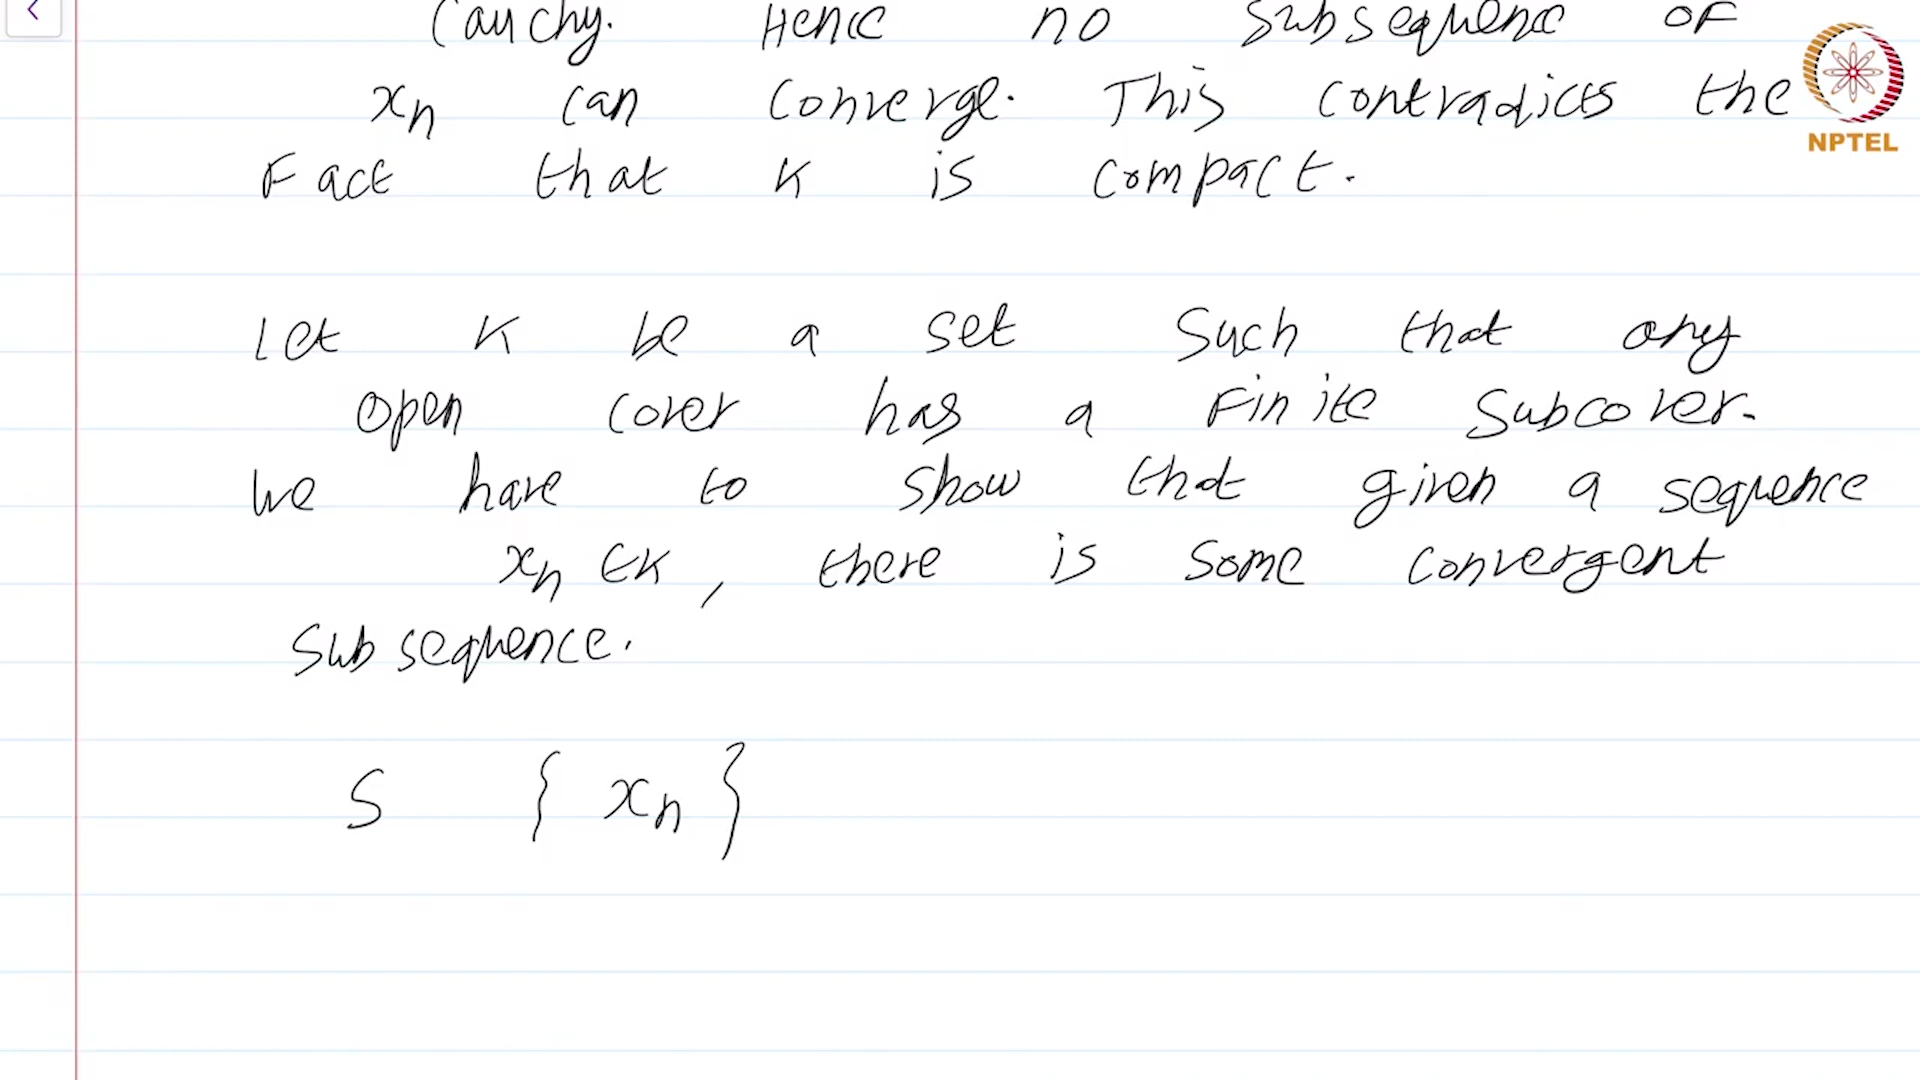 Cauchy. Hence no subsequence of
xn can converge. This contradicts the
Fact that K is compact.
Let K be a set such that any
open cover has a finite subcover.
We have to show that given a sequence
xn ∈ K, there is some convergent
subsequence.
S { xn }
NPTEL